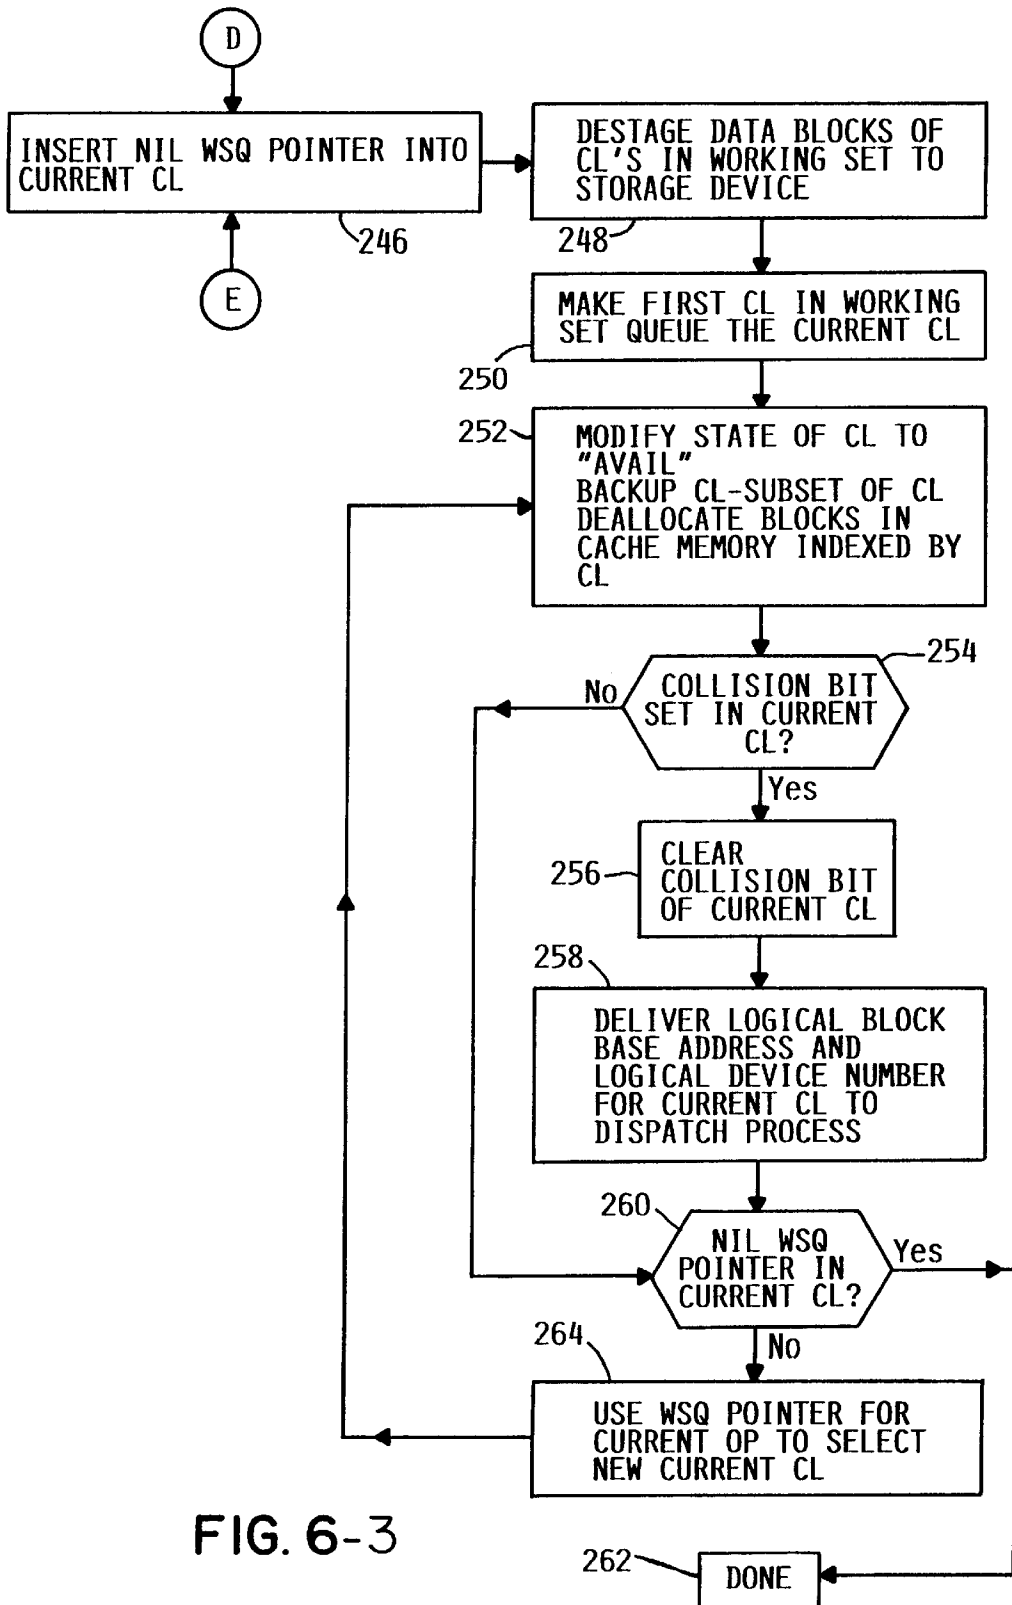 D
INSERT NIL WSQ POINTER INTO
CURRENT CL
246
E
DESTAGE DATA BLOCKS OF
CL'S IN WORKING SET TO
STORAGE DEVICE
248
MAKE FIRST CL IN WORKING
SET QUEUE THE CURRENT CL
250
252
MODIFY STATE OF CL TO
"AVAIL"
BACKUP CL-SUBSET OF CL
DEALLOCATE BLOCKS IN
CACHE MEMORY INDEXED BY
CL
254
COLLISION BIT
SET IN CURRENT
CL?
No
Yes
256
CLEAR
COLLISION BIT
OF CURRENT CL
258
DELIVER LOGICAL BLOCK
BASE ADDRESS AND
LOGICAL DEVICE NUMBER
FOR CURRENT CL TO
DISPATCH PROCESS
260
NIL WSQ
POINTER IN
CURRENT CL?
Yes
No
264
USE WSQ POINTER FOR
CURRENT OP TO SELECT
NEW CURRENT CL
FIG. 6-3
262
DONE